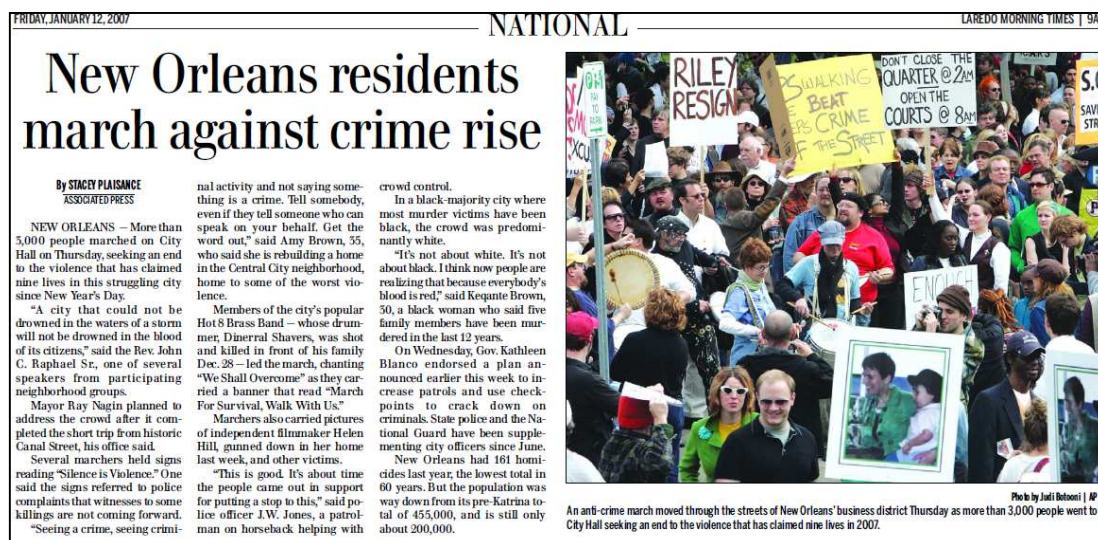 FRIDAY, JANUARY 12, 2007
NATIONAL
LAREDO MORNING TIMES | 9A
New Orleans residents
march against crime rise
By STACEY PLAISANCE
ASSOCIATED PRESS
NEW ORLEANS — More than
3,000 people marched on City
Hall on Thursday, seeking an end
to the violence that has claimed
nine lives in this struggling city
since New Year's Day.
“A city that could not be
drowned in the waters of a storm
will not be drowned in the blood
of its citizens,” said the Rev. John
C. Raphael Sr., one of several
speakers from participating
neighborhood groups.
Mayor Ray Nagin planned to
address the crowd after it com-
pleted the short trip from historic
Canal Street, his office said.
Several marchers held signs
reading “Silence is Violence.” One
said the signs referred to police
complaints that witnesses to some
killings are not coming forward.
“Seeing a crime, seeing crimi-
nal activity and not saying some-
thing is a crime. Tell somebody,
even if they tell someone who can
speak on your behalf. Get the
word out,” said Amy Brown, 55,
who said she is rebuilding a home
in the Central City neighborhood,
home to some of the worst vio-
lence.
Members of the city's popular
Hot 8 Brass Band — whose drum-
mer, Dinerral Shavers, was shot
and killed in front of his family
Dec. 28 — led the march, chanting
“We Shall Overcome” as they car-
ried a banner that read “March
For Survival, Walk With Us.”
Marchers also carried pictures
of independent filmmaker Helen
Hill, gunned down in her home
last week, and other victims.
“This is good. It's about time
the people came out in support
for putting a stop to this,” said po-
lice officer J.W. Jones, a patrol-
man on horseback helping with
crowd control.
In a black-majority city where
most murder victims have been
black, the crowd was predomi-
nantly white.
“It's not about white. It's not
about black. I think now people are
realizing that because everybody's
blood is red,” said Keqante Brown,
50, a black woman who said five
family members have been mur-
dered in the last 12 years.
On Wednesday, Gov. Kathleen
Blanco endorsed a plan an-
nounced earlier this week to in-
crease patrols and use check-
points to crack down on
criminals. State police and the Na-
tional Guard have been supple-
menting city officers since June.
New Orleans had 161 homi-
cides last year, the lowest total in
60 years. But the population was
way down from its pre-Katrina to-
tal of 455,000, and is still only
about 200,000.
PAY
TO
PARK
RILEY
RESIGN
WALKING
BEAT
CRIME
OF THE STREET
DON'T CLOSE THE
QUARTER @ 2AM
OPEN THE
COURTS @ 8AM
ENOUGH
Photo by Judi Botooni | AP
An anti-crime march moved through the streets of New Orleans' business district Thursday as more than 3,000 people went to
City Hall seeking an end to the violence that has claimed nine lives in 2007.